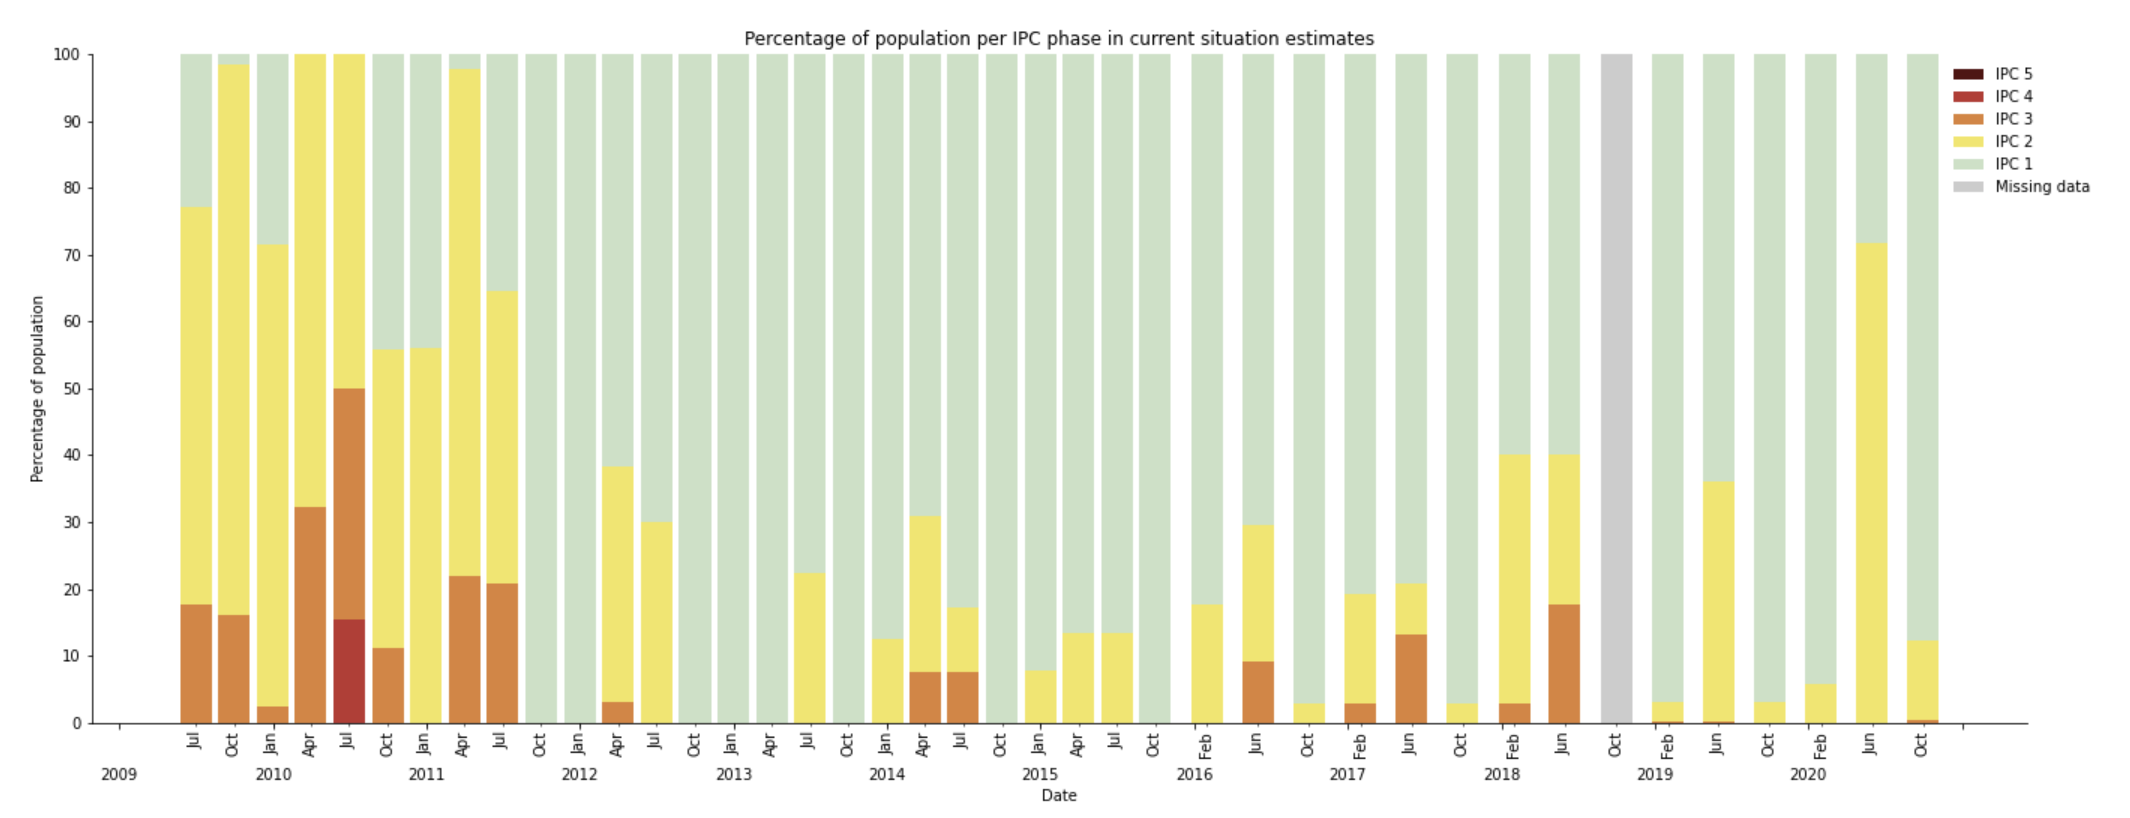 Percentage of population per IPC phase in current situation estimates
100
90
80
70
60
50
40
30
20
10
0
Percentage of population
IPC 5
IPC 4
IPC 3
IPC 2
IPC 1
Missing data
Jul Oct Jan Apr Jul Oct Jan Apr Jul Oct Jan Apr Jul Oct Jan Apr Jul Oct Jan Apr Jul Oct Jan Apr Jul Oct Feb Jun Oct Feb Jun Oct Feb Jun Oct Feb Jun Oct Feb Jun Oct
2009 2010 2011 2012 2013 2014 2015 2016 2017 2018 2019 2020
Date